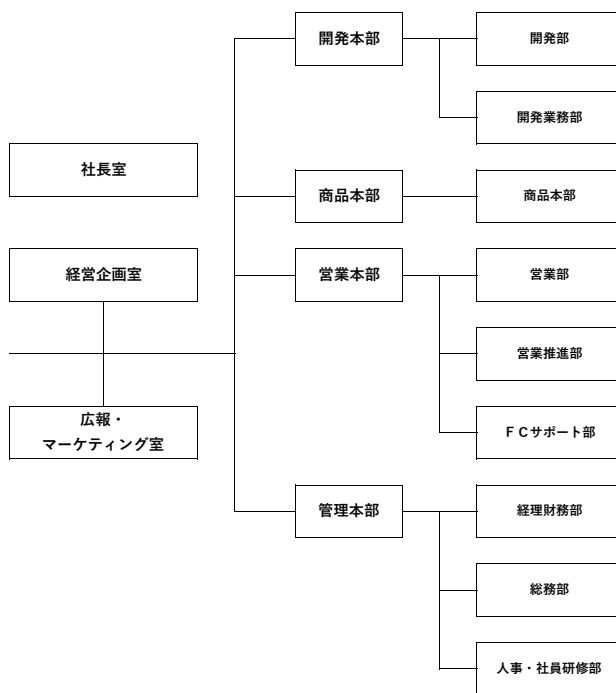 社長室
経営企画室
広報・
マーケティング室
開発本部
開発部
開発業務部
商品本部
商品本部
営業本部
営業部
営業推進部
ＦＣサポート部
管理本部
経理財務部
総務部
人事・社員研修部